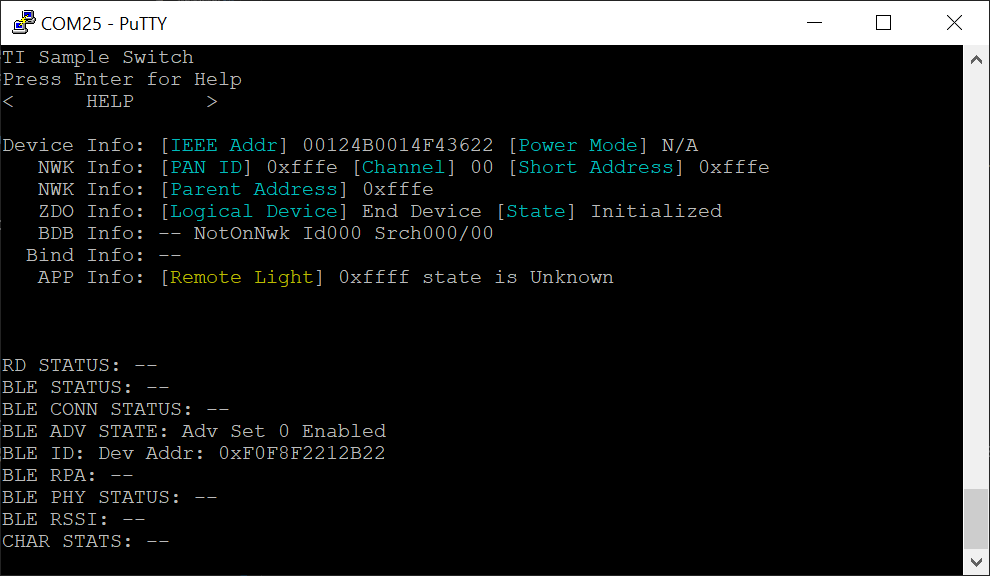 COM25 - PuTTY
TI Sample Switch
Press Enter for Help
<      HELP      >
Device Info: [IEEE Addr] 00124B0014F43622 [Power Mode] N/A
NWK Info: [PAN ID] 0xfffe [Channel] 00 [Short Address] 0xfffe
NWK Info: [Parent Address] 0xfffe
ZDO Info: [Logical Device] End Device [State] Initialized
BDB Info: -- NotOnNwk Id000 Srch000/00
Bind Info: --
APP Info: [Remote Light] 0xffff state is Unknown
RD STATUS: --
BLE STATUS: --
BLE CONN STATUS: --
BLE ADV STATE: Adv Set 0 Enabled
BLE ID: Dev Addr: 0xF0F8F2212B22
BLE RPA: --
BLE PHY STATUS: --
BLE RSSI: --
CHAR STATS: --